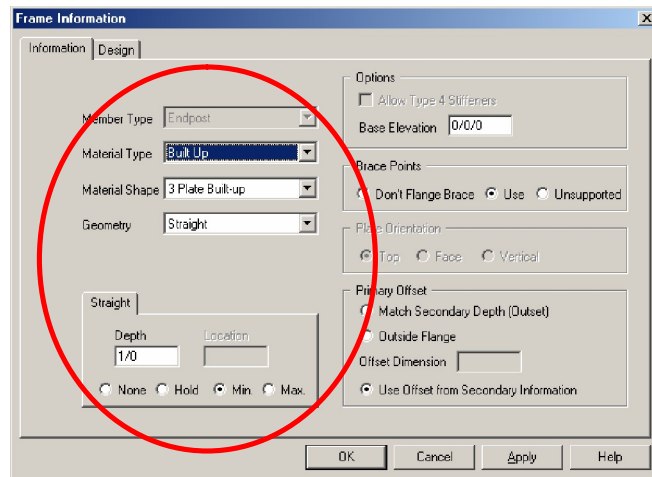 Frame Information
Information
Design
Member Type
Endpost
Material Type
Built Up
Material Shape
3 Plate Built-up
Geometry
Straight
Straight
Depth
Location
1/0
None
Hold
Min.
Max.
Options
Allow Type 4 Stiffeners
Base Elevation
0/0/0
Brace Points
Don't Flange Brace
Use
Unsupported
Plate Orientation
Top
Face
Vertical
Primary Offset
Match Secondary Depth (Outset)
Outside Flange
Offset Dimension
Use Offset from Secondary Information
OK
Cancel
Apply
Help